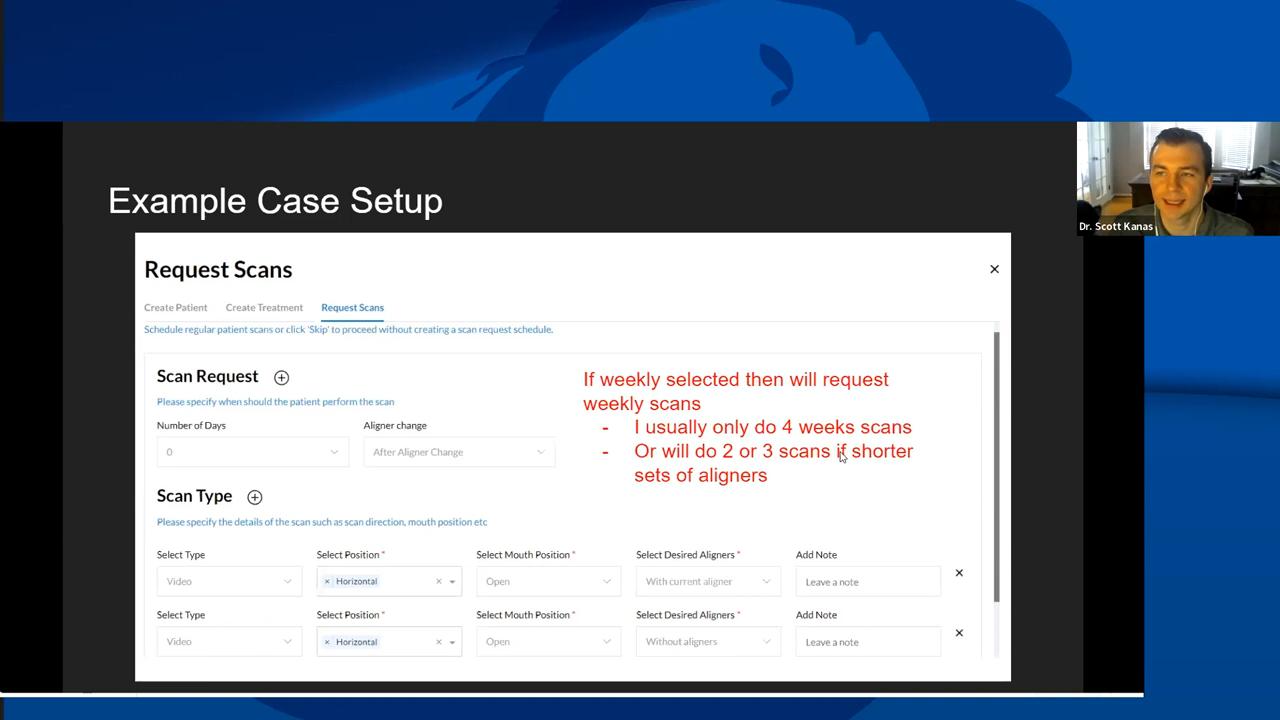 Example Case Setup
Dr. Scott Kanas
Request Scans
Create Patient Create Treatment Request Scans
Schedule regular patient scans or click 'Skip' to proceed without creating a scan request schedule.
Scan Request
Please specify when should the patient perform the scan
Number of Days Aligner change
0 After Aligner Change
If weekly selected then will request
weekly scans
- I usually only do 4 weeks scans
- Or will do 2 or 3 scans if shorter
sets of aligners
Scan Type
Please specify the details of the scan such as scan direction, mouth position etc
Select Type Select Position * Select Mouth Position * Select Desired Aligners * Add Note
Video × Horizontal × Open With current aligner Leave a note
Select Type Select Position * Select Mouth Position * Select Desired Aligners * Add Note
Video × Horizontal × Open Without aligners Leave a note